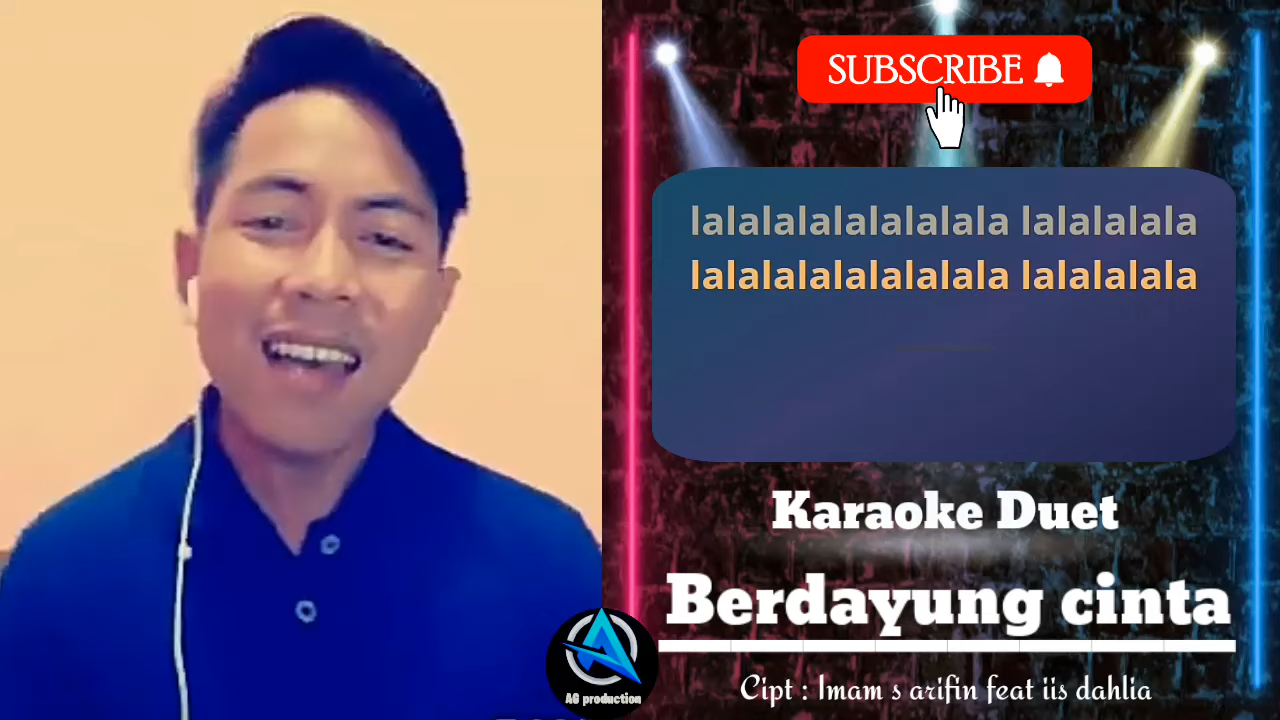 SUBSCRIBE
lalalalalalalalala lalalalala
lalalalalalalalala lalalalala
Karaoke Duet
Berdayung cinta
Cipt : Imam s arifin feat iis dahlia
AG production